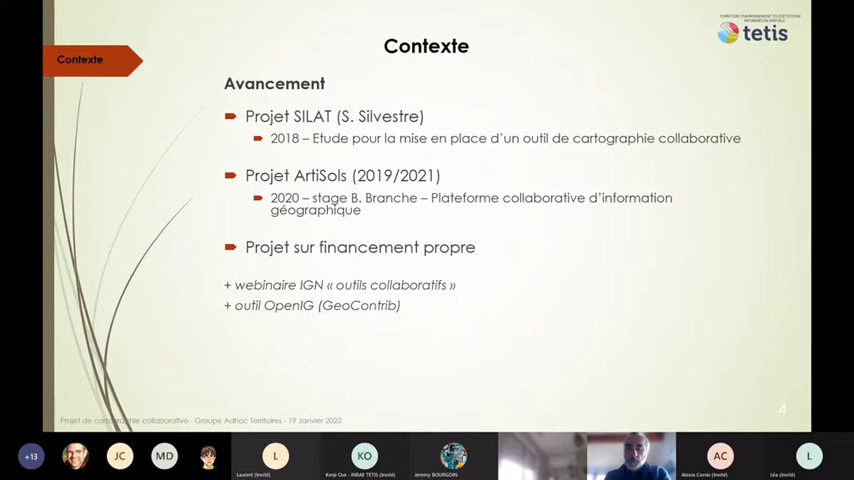 TERRITOIRE ENVIRONNEMENT TELEDETECTION
INFORMATION SPATIALE
tetis
Contexte
Contexte
Avancement
Projet SILAT (S. Silvestre)
2018 – Etude pour la mise en place d'un outil de cartographie collaborative
Projet ArtiSols (2019/2021)
2020 – stage B. Branche – Plateforme collaborative d'information
géographique
Projet sur financement propre
+ webinaire IGN « outils collaboratifs »
+ outil OpenIG (GeoContrib)
4
Projet de cartographie collaborative - Groupe Adhoc Territoires - 19 Janvier 2022
+13
JC
MD
L
KO
AC
L
Laurent (Invité)
Kenji Ose - INRAE TETIS (Invité)
Jeremy BOURGOIN
Alexia Corrie (Invité)
Léa (Invité)